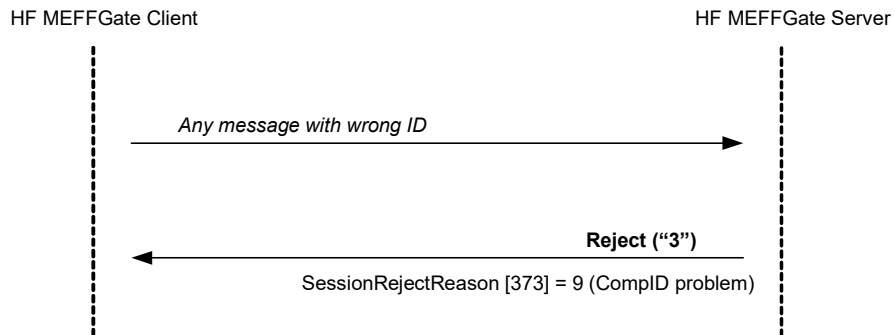 HF MEFFGate Client
HF MEFFGate Server
Any message with wrong ID
Reject (“3”)
SessionRejectReason [373] = 9 (CompID problem)